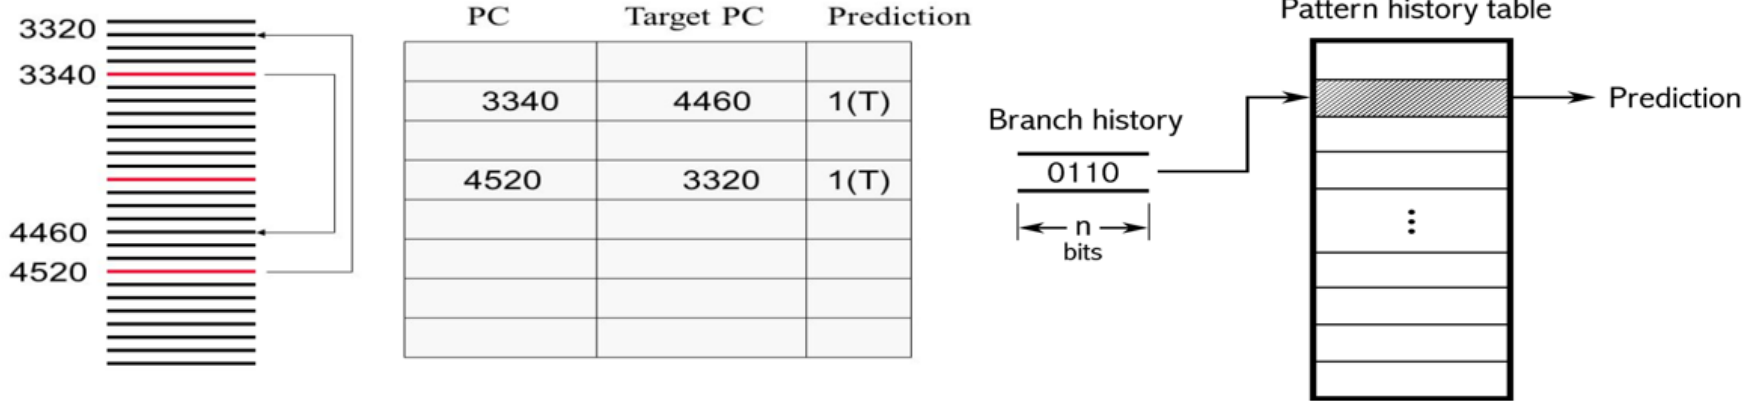 3320
3340
4460
4520
PC Target PC Prediction
3340 4460 1(T)
4520 3320 1(T)
Pattern history table
Branch history
0110
n
bits
Prediction